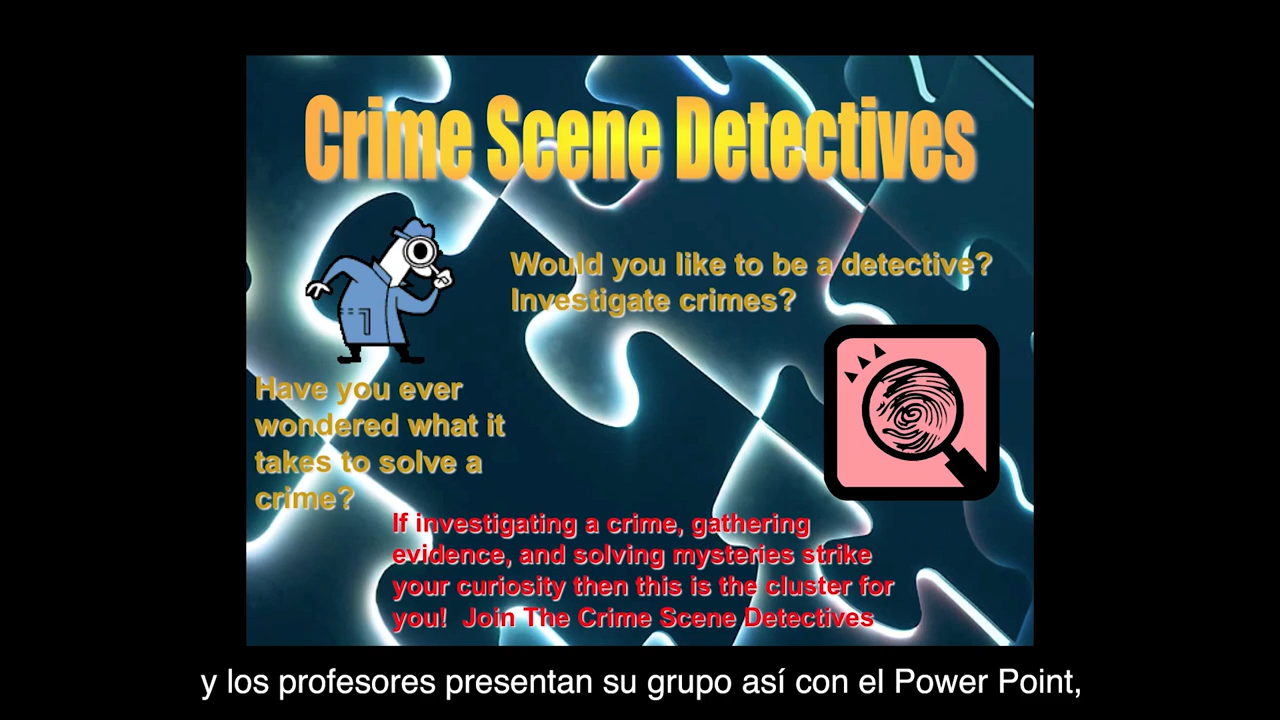 Crime Scene Detectives
Would you like to be a detective?
Investigate crimes?
Have you ever
wondered what it
takes to solve a
crime?
If investigating a crime, gathering
evidence, and solving mysteries strike
your curiosity then this is the cluster for
you! Join The Crime Scene Detectives
y los profesores presentan su grupo así con el Power Point,